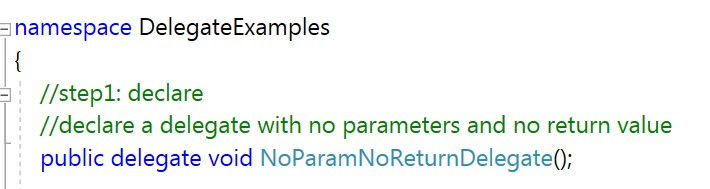 namespace DelegateExamples
{
//step1: declare
//declare a delegate with no parameters and no return value
public delegate void NoParamNoReturnDelegate();